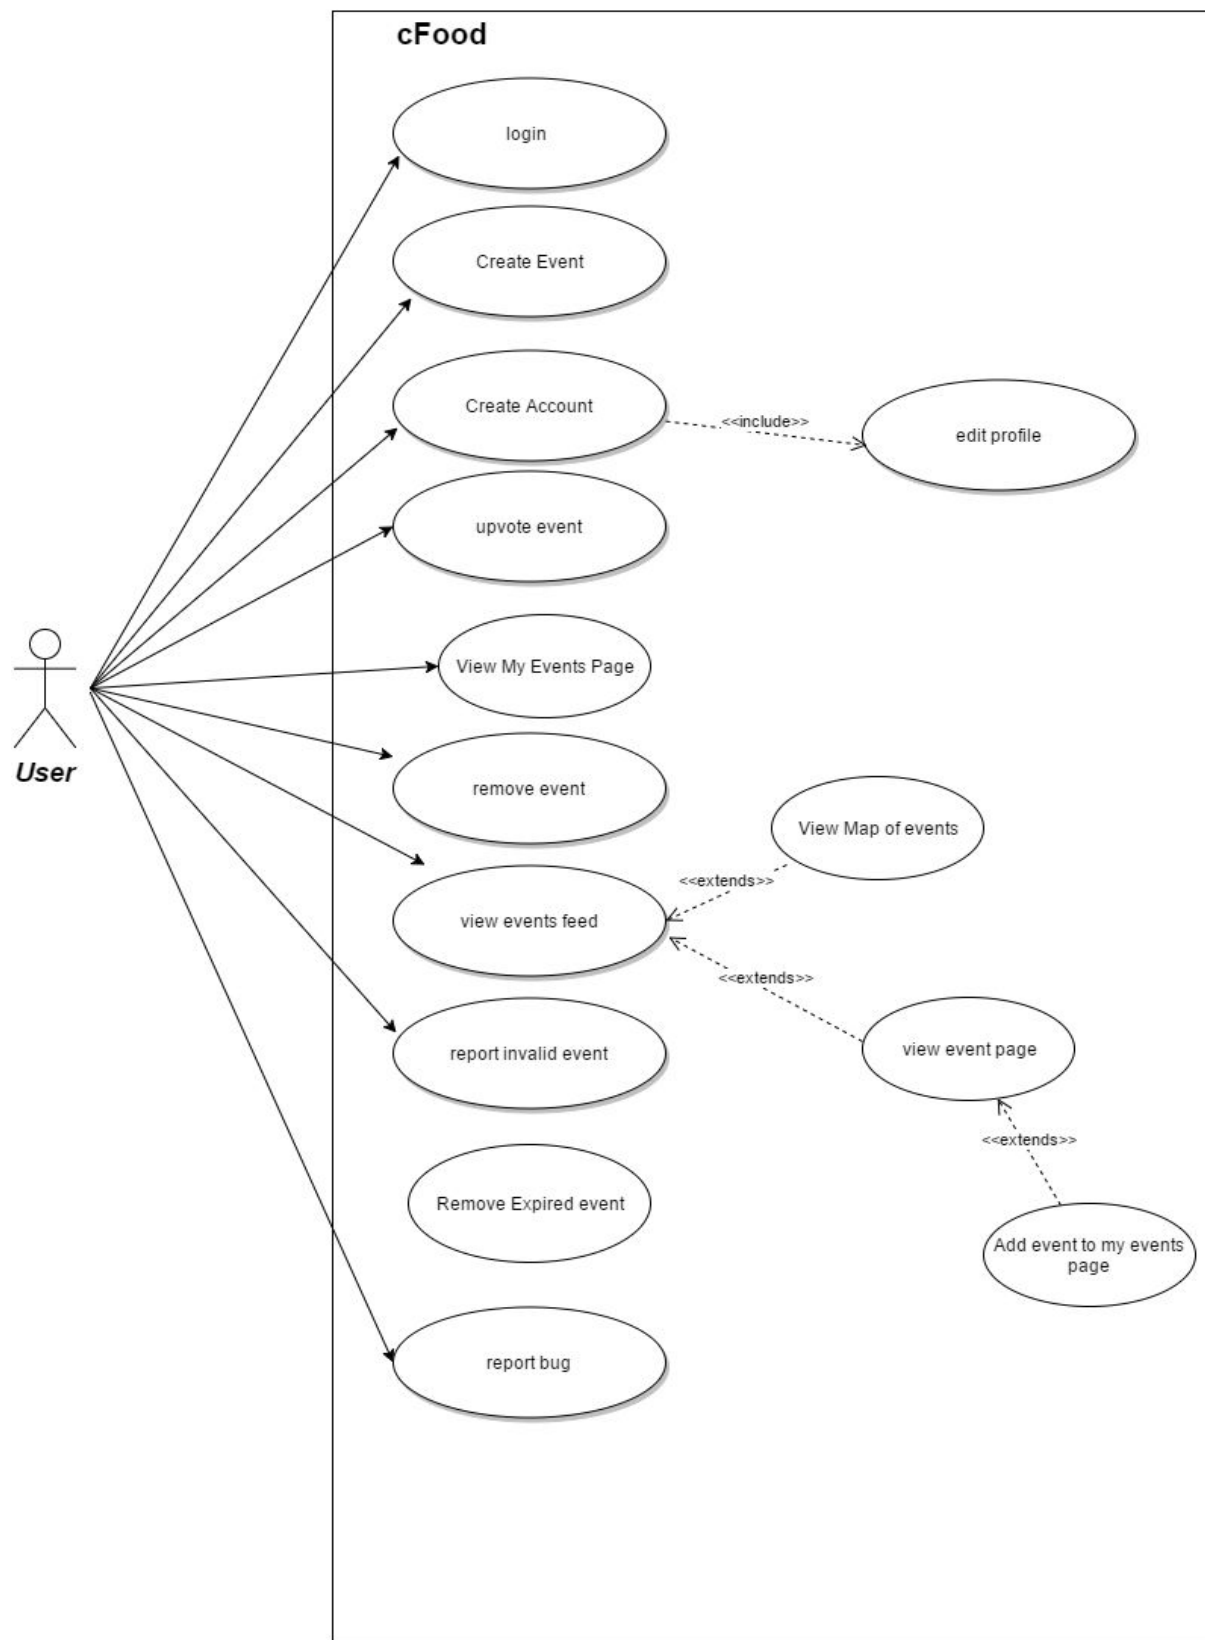 cFood
login
Create Event
Create Account
<<include>>
edit profile
upvote event
View My Events Page
User
remove event
View Map of events
<<extends>>
view events feed
<<extends>>
view event page
report invalid event
<<extends>>
Remove Expired event
Add event to my events
page
report bug